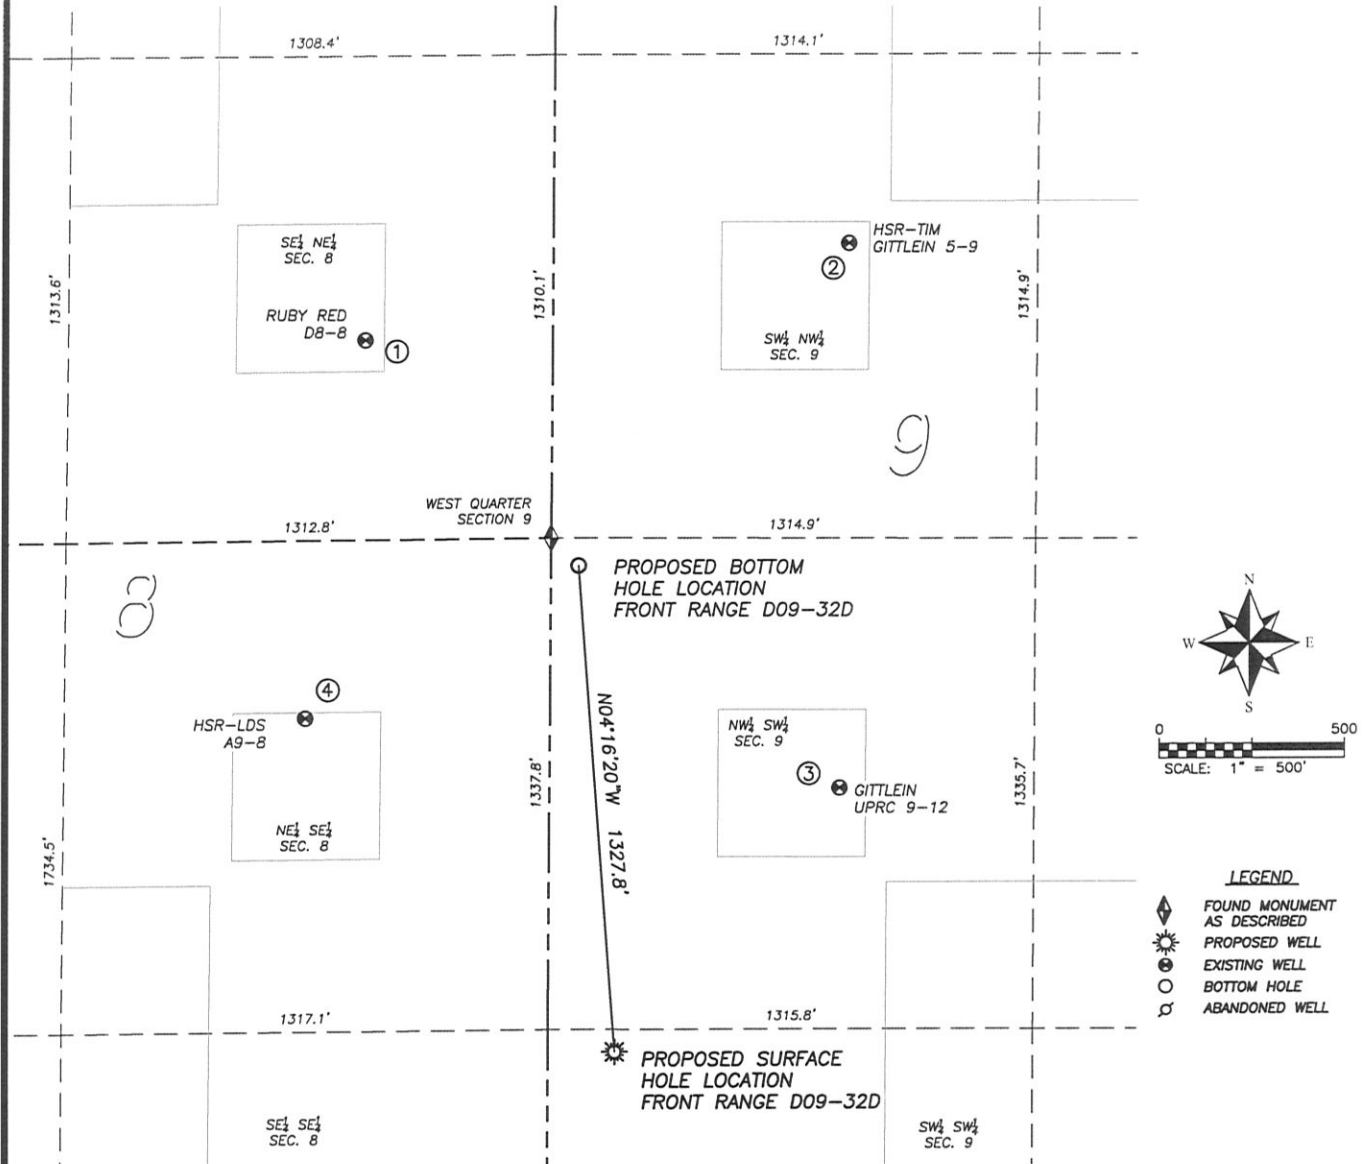 1308.4'
1314.1'
SE¼ NE¼
SEC. 8
HSR-TIM
GITTLEIN 5-9
2
1313.6'
1310.1'
1314.9'
RUBY RED
D8-8
1
SW¼ NW¼
SEC. 9
9
WEST QUARTER
SECTION 9
1312.8'
1314.9'
PROPOSED BOTTOM
HOLE LOCATION
FRONT RANGE D09-32D
8
N
W E
S
4
HSR-LDS
A9-8
N04°16'20"W 1327.8'
NW¼ SW¼
SEC. 9
3
GITTLEIN
UPRC 9-12
0 500
SCALE: 1" = 500'
1337.8'
1335.7'
NE¼ SE¼
SEC. 8
1734.5'
LEGEND
FOUND MONUMENT
AS DESCRIBED
PROPOSED WELL
EXISTING WELL
BOTTOM HOLE
ABANDONED WELL
1317.1'
1315.8'
PROPOSED SURFACE
HOLE LOCATION
FRONT RANGE D09-32D
SE¼ SE¼
SEC. 8
SW¼ SW¼
SEC. 9